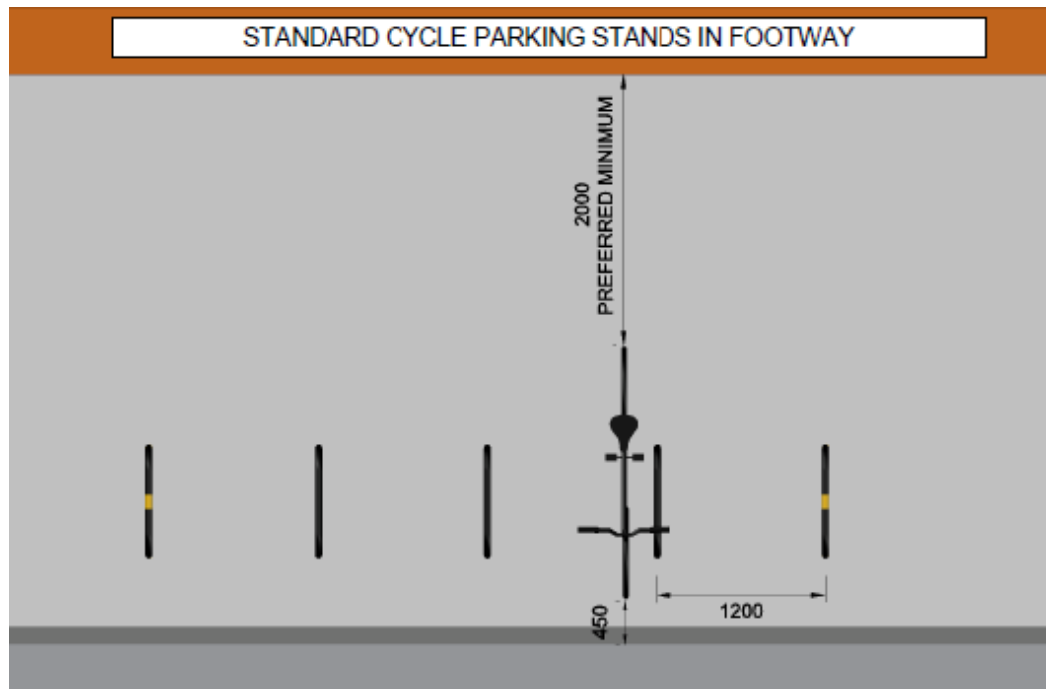 STANDARD CYCLE PARKING STANDS IN FOOTWAY
2000
PREFERRED MINIMUM
1200
450